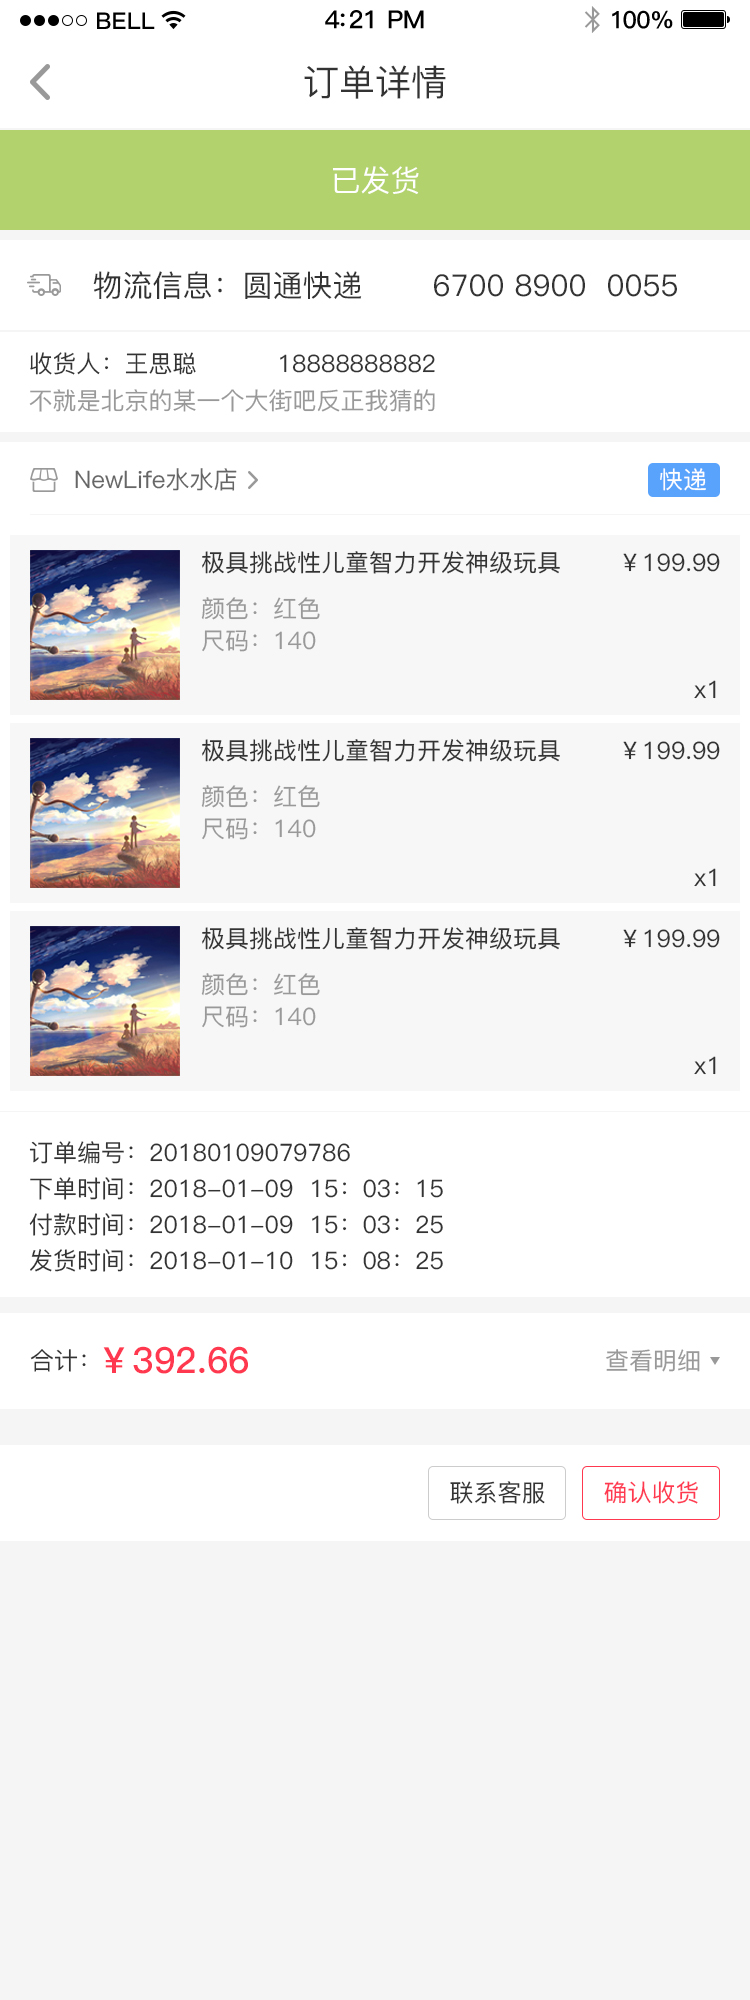 BELL 4:21 PM 100%
订单详情
已发货
物流信息：圆通快递 6700 8900 0055
收货人：王思聪 18888888882
不就是北京的某一个大街吧反正我猜的
NewLife水水店 快递
极具挑战性儿童智力开发神级玩具 ¥199.99
颜色：红色
尺码：140
x1
极具挑战性儿童智力开发神级玩具 ¥199.99
颜色：红色
尺码：140
x1
极具挑战性儿童智力开发神级玩具 ¥199.99
颜色：红色
尺码：140
x1
订单编号：20180109079786
下单时间：2018-01-09 15：03：15
付款时间：2018-01-09 15：03：25
发货时间：2018-01-10 15：08：25
合计：¥392.66 查看明细
联系客服 确认收货